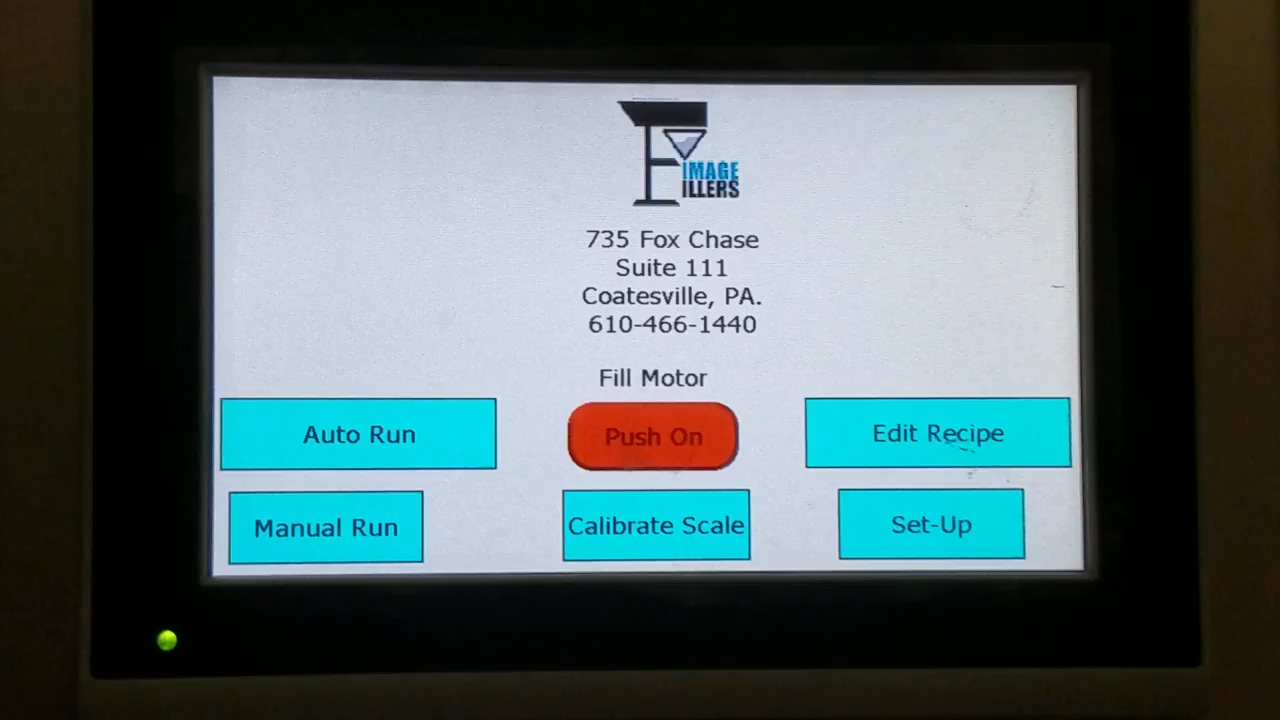 IMAGE
FILLERS
735 Fox Chase
Suite 111
Coatesville, PA.
610-466-1440
Fill Motor
Auto Run
Push On
Edit Recipe
Manual Run
Calibrate Scale
Set-Up